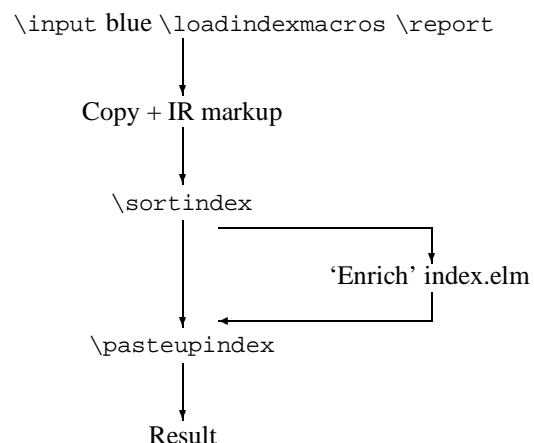 \input blue \loadindexmacros \report
Copy + IR markup
\sortindex
‘Enrich’ index.elm
\pasteupindex
Result